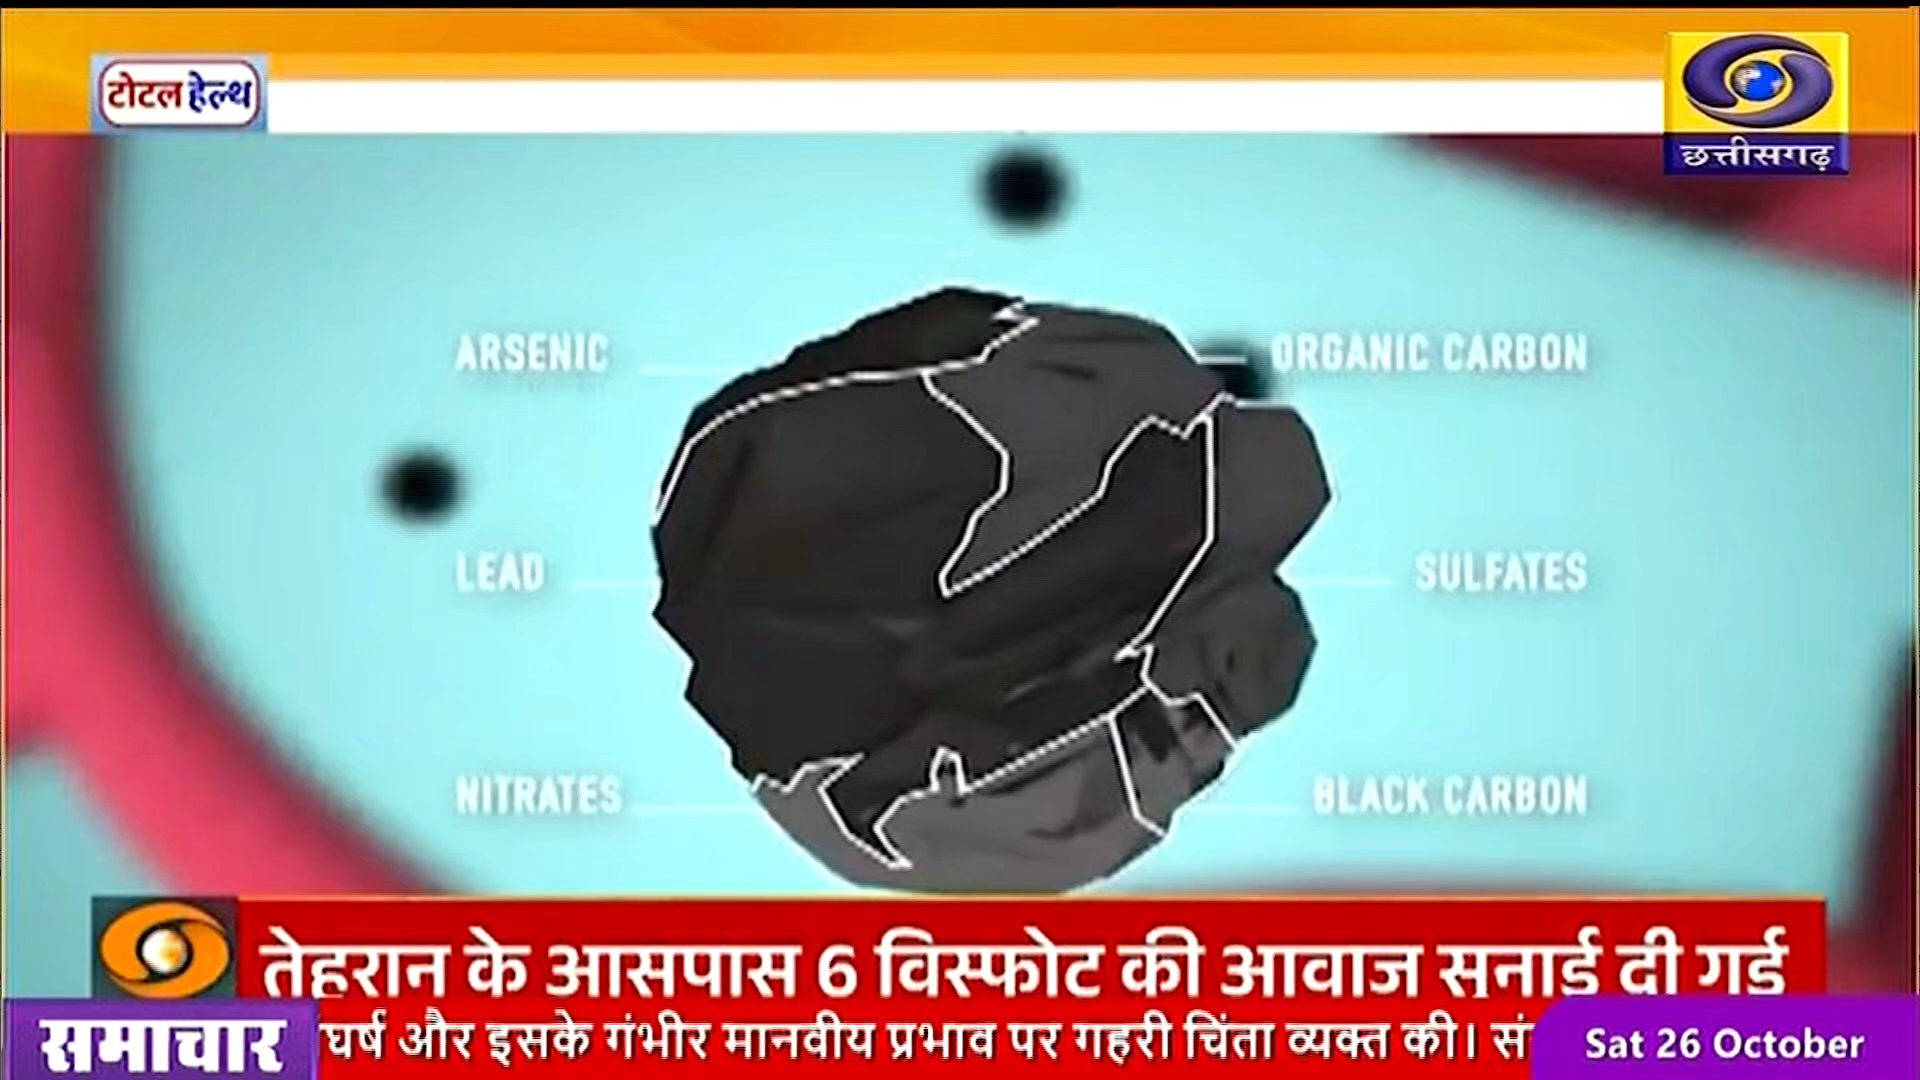 टोटल हेल्थ
छत्तीसगढ़
ARSENIC
ORGANIC CARBON
LEAD
SULFATES
NITRATES
BLACK CARBON
तेहरान के आसपास 6 विस्फोट की आवाज सुनाई दी गई
समाचार
घर्ष और इसके गंभीर मानवीय प्रभाव पर गहरी चिंता व्यक्त की। सं
Sat 26 October